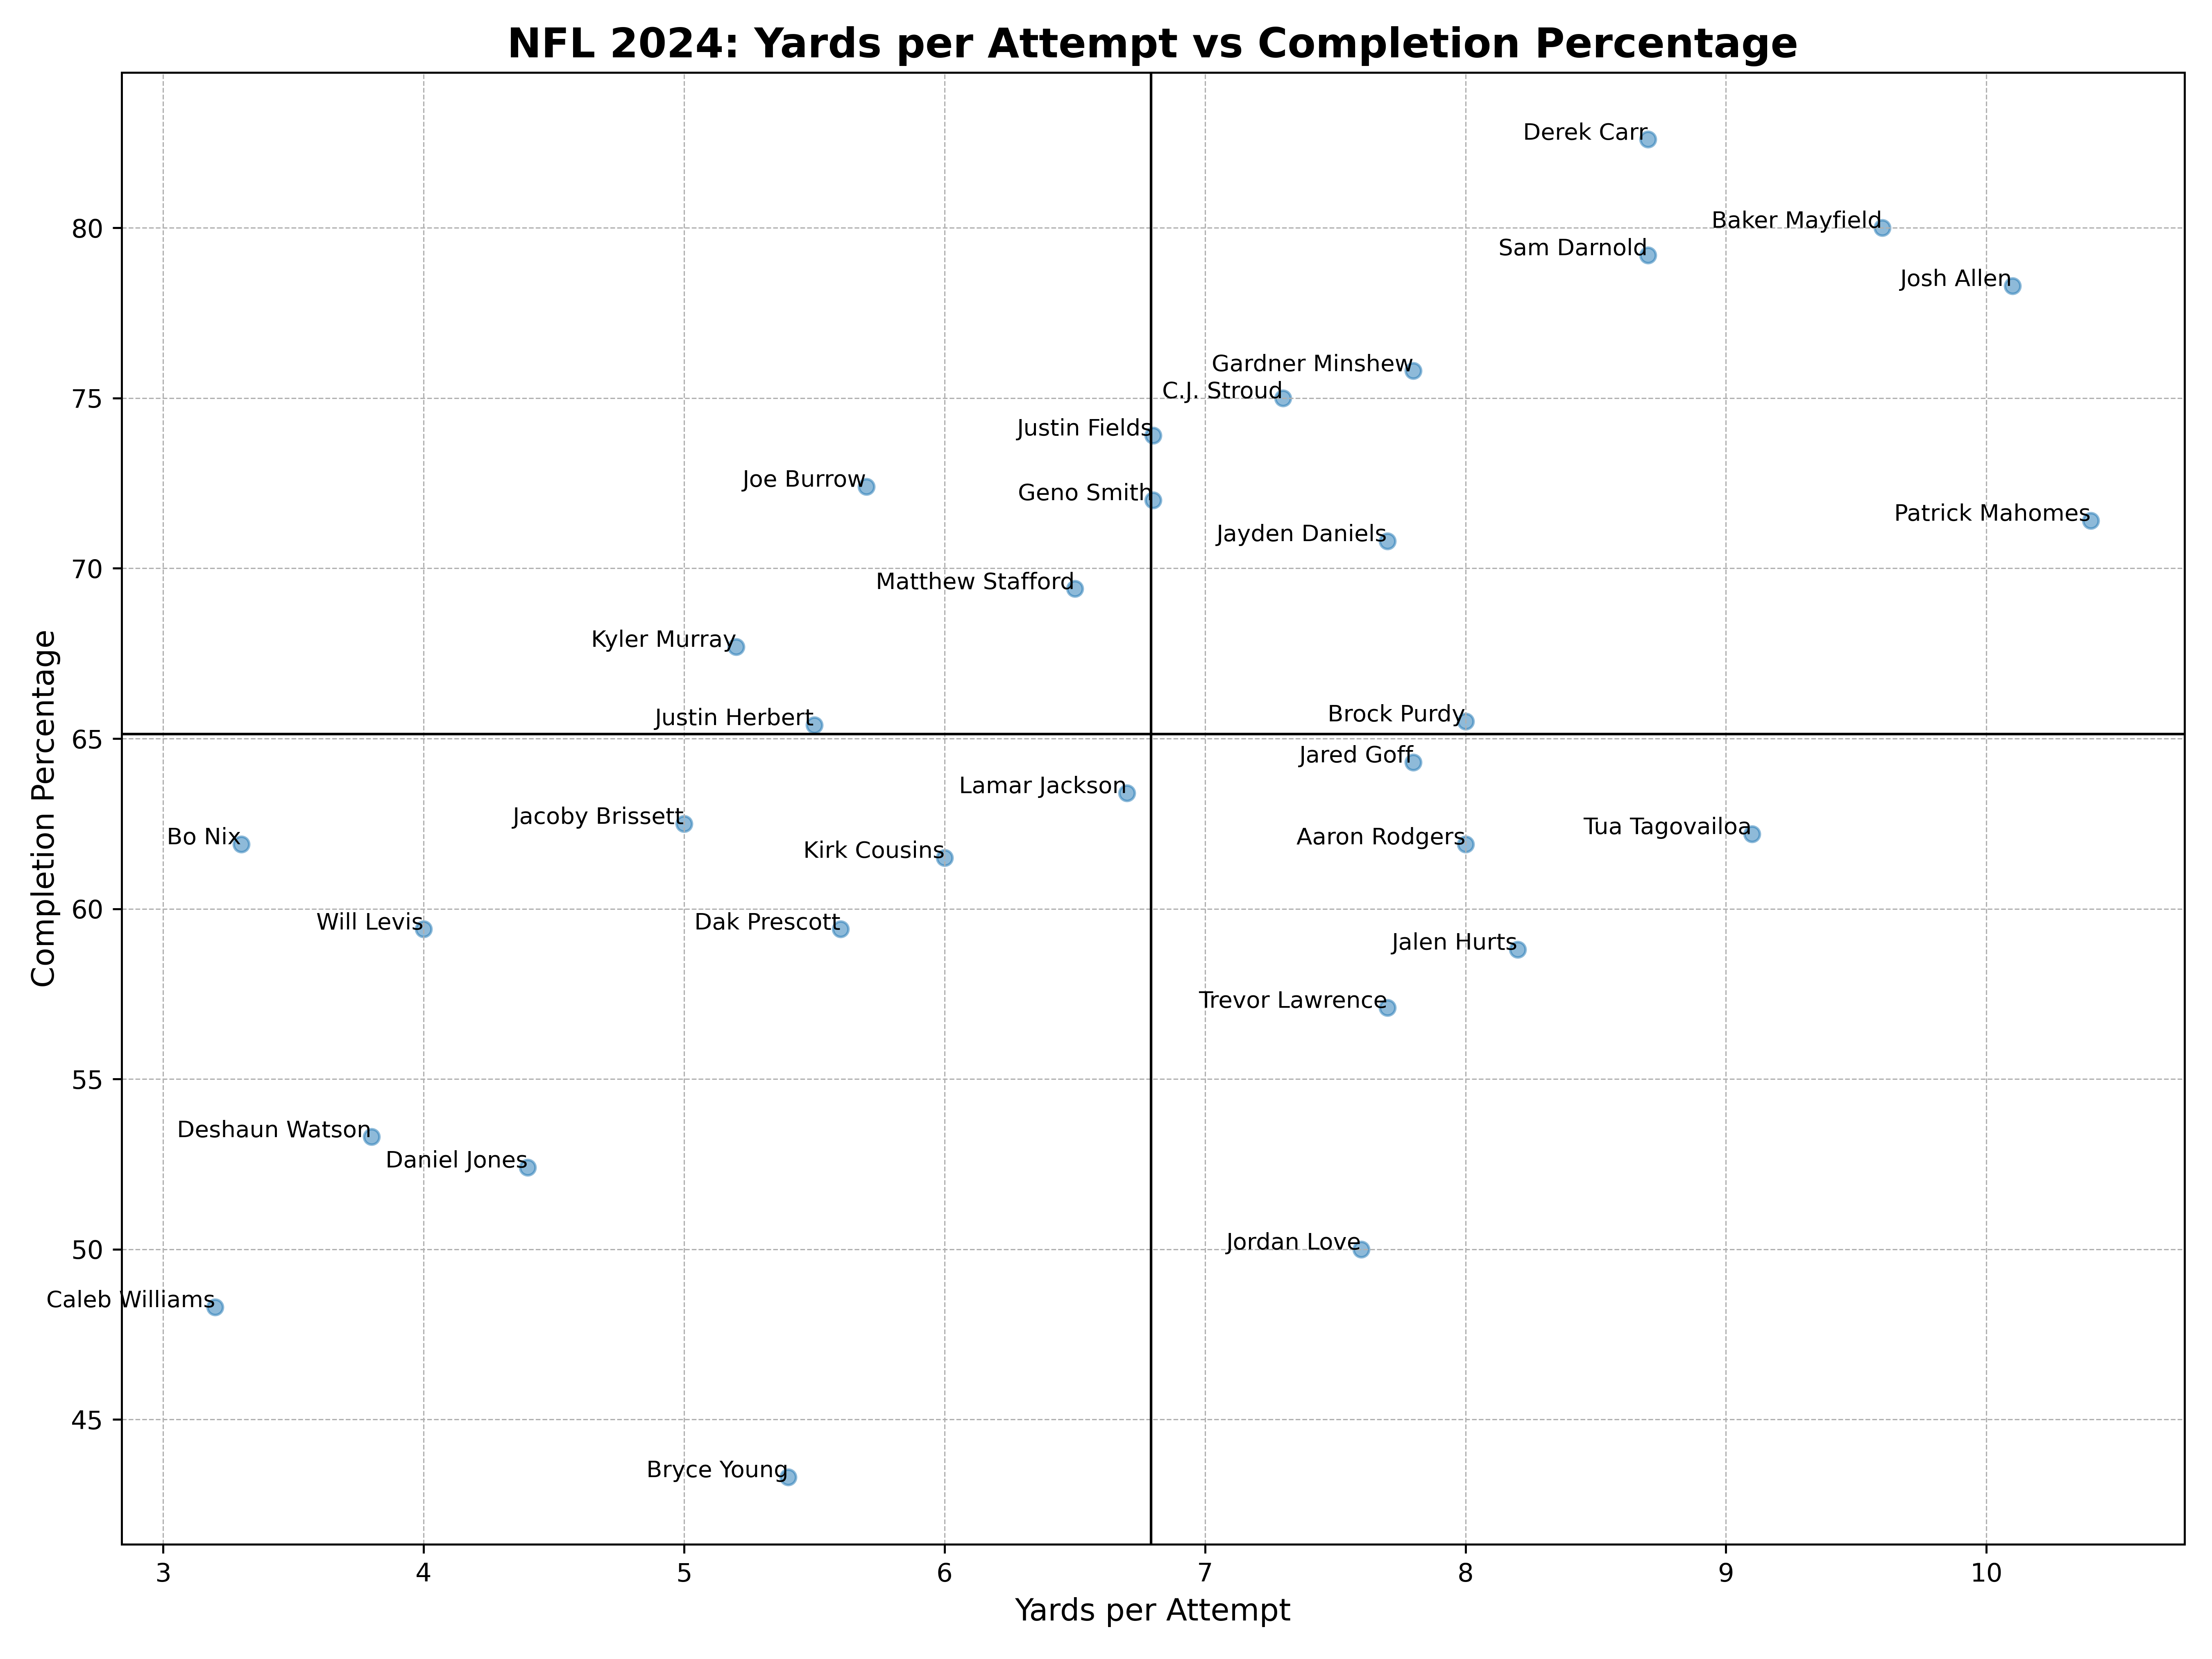 NFL 2024: Yards per Attempt vs Completion Percentage
Derek Carr
Baker Mayfield
80
Sam Darnold
Josh Allen
Gardner Minshew
C.J. Stroud
75
Justin Fields
Joe Burrow
Geno Smith
Patrick Mahomes
Jayden Daniels
70
Matthew Stafford
Kyler Murray
Justin Herbert
Brock Purdy
65
Jared Goff
Lamar Jackson
Jacoby Brissett
Tua Tagovailoa
Bo Nix
Aaron Rodgers
Kirk Cousins
60
Will Levis
Dak Prescott
Jalen Hurts
Trevor Lawrence
55
Deshaun Watson
Daniel Jones
50
Jordan Love
Caleb Williams
45
Bryce Young
Completion Percentage
3 4 5 6 7 8 9 10
Yards per Attempt